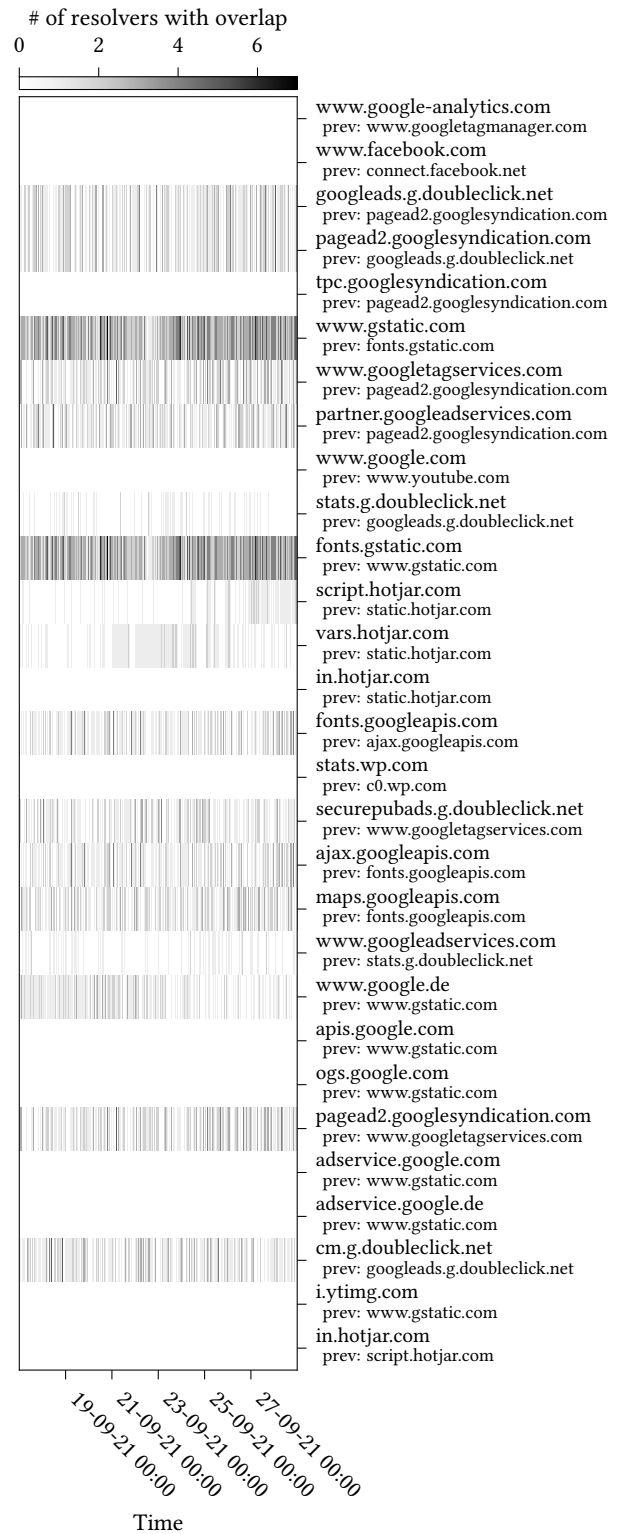 # of resolvers with overlap
0 2 4 6
www.google-analytics.com
prev: www.googletagmanager.com
www.facebook.com
prev: connect.facebook.net
googleads.g.doubleclick.net
prev: pagead2.googlesyndication.com
pagead2.googlesyndication.com
prev: googleads.g.doubleclick.net
tpc.googlesyndication.com
prev: pagead2.googlesyndication.com
www.gstatic.com
prev: fonts.gstatic.com
www.googletagservices.com
prev: pagead2.googlesyndication.com
partner.googleadservices.com
prev: pagead2.googlesyndication.com
www.google.com
prev: www.youtube.com
stats.g.doubleclick.net
prev: googleads.g.doubleclick.net
fonts.gstatic.com
prev: www.gstatic.com
script.hotjar.com
prev: static.hotjar.com
vars.hotjar.com
prev: static.hotjar.com
in.hotjar.com
prev: static.hotjar.com
fonts.googleapis.com
prev: ajax.googleapis.com
stats.wp.com
prev: c0.wp.com
securepubads.g.doubleclick.net
prev: www.googletagservices.com
ajax.googleapis.com
prev: fonts.googleapis.com
maps.googleapis.com
prev: fonts.googleapis.com
www.googleadservices.com
prev: stats.g.doubleclick.net
www.google.de
prev: www.gstatic.com
apis.google.com
prev: www.gstatic.com
ogs.google.com
prev: www.gstatic.com
pagead2.googlesyndication.com
prev: www.googletagservices.com
adservice.google.com
prev: www.gstatic.com
adservice.google.de
prev: www.gstatic.com
cm.g.doubleclick.net
prev: googleads.g.doubleclick.net
i.ytimg.com
prev: www.gstatic.com
in.hotjar.com
prev: script.hotjar.com
19-09-21 00:00
21-09-21 00:00
23-09-21 00:00
25-09-21 00:00
27-09-21 00:00
Time